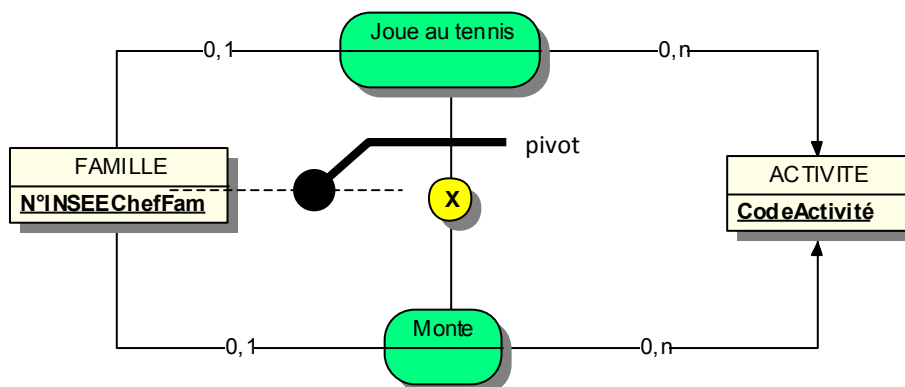 Joue au tennis
0,1
0,n
pivot
FAMILLE
N°INSEEChefFam
X
ACTIVITE
CodeActivité
Monte
0,1
0,n